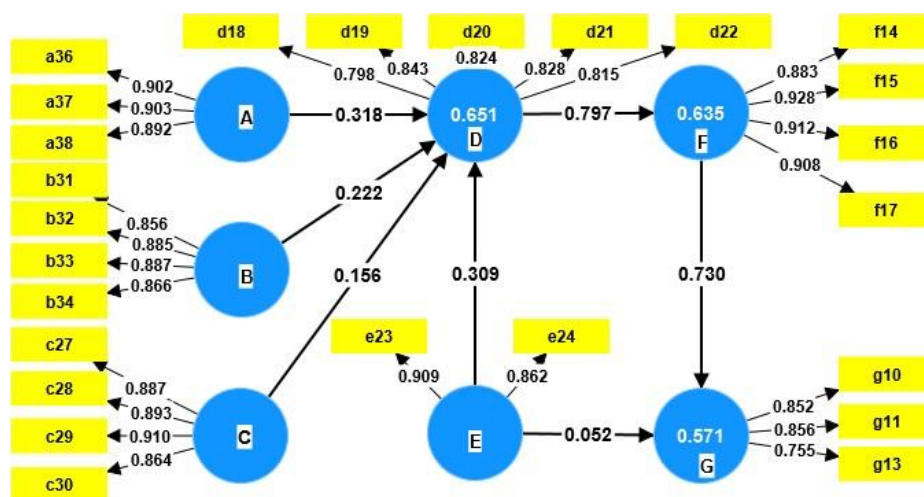 d18 d19 d20 d21 d22 f14
a36 0.824
0.902 0.798 0.843 0.828 0.815 0.883 f15
a37 0.903 A 0.318 0.651 0.797 0.635 0.928
0.892 D F 0.912 f16
a38 0.908
b31 f17
0.856 0.222
b32 0.885
b33 0.887 B 0.156 0.309 0.730
0.866
b34
e23 e24
c27 0.909 0.862 g10
0.887 0.852
c28 0.893 g11
c29 0.910 C E 0.052 0.571 0.856
0.864 G 0.755 g13
c30